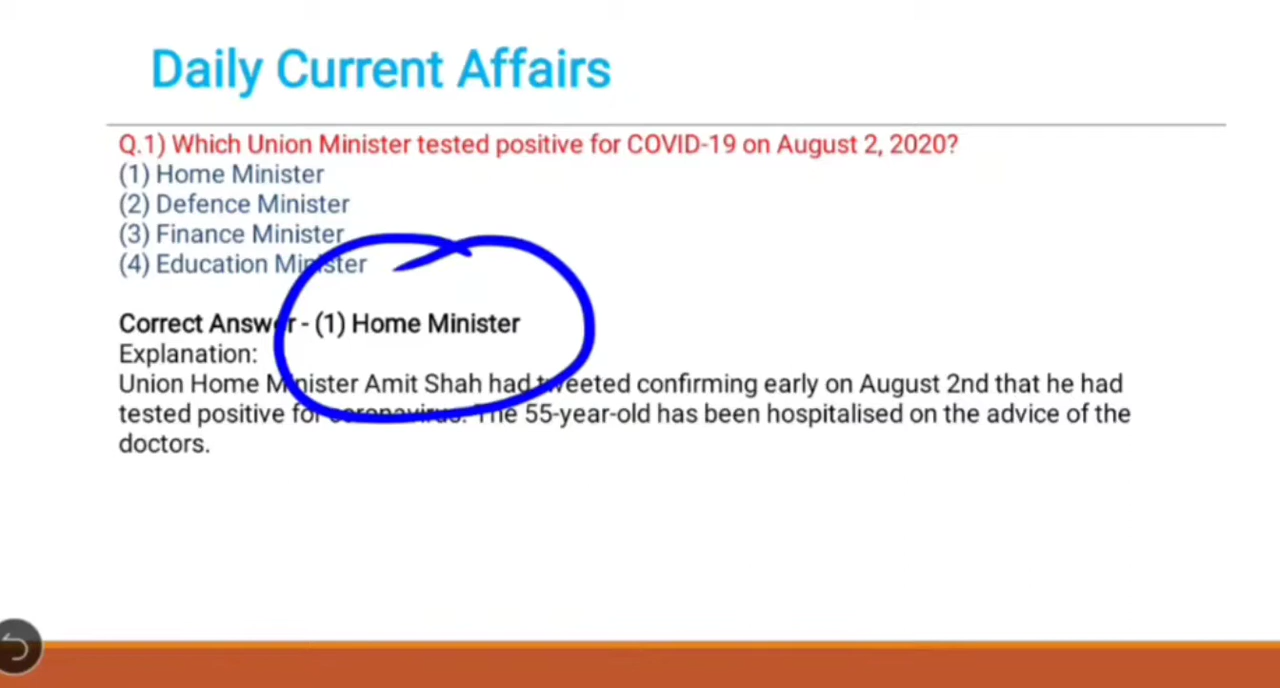 Daily Current Affairs
Q.1) Which Union Minister tested positive for COVID-19 on August 2, 2020?
(1) Home Minister
(2) Defence Minister
(3) Finance Minister
(4) Education Minister
Correct Answer - (1) Home Minister
Explanation:
Union Home Minister Amit Shah had tweeted confirming early on August 2nd that he had
tested positive for coronavirus. The 55-year-old has been hospitalised on the advice of the
doctors.